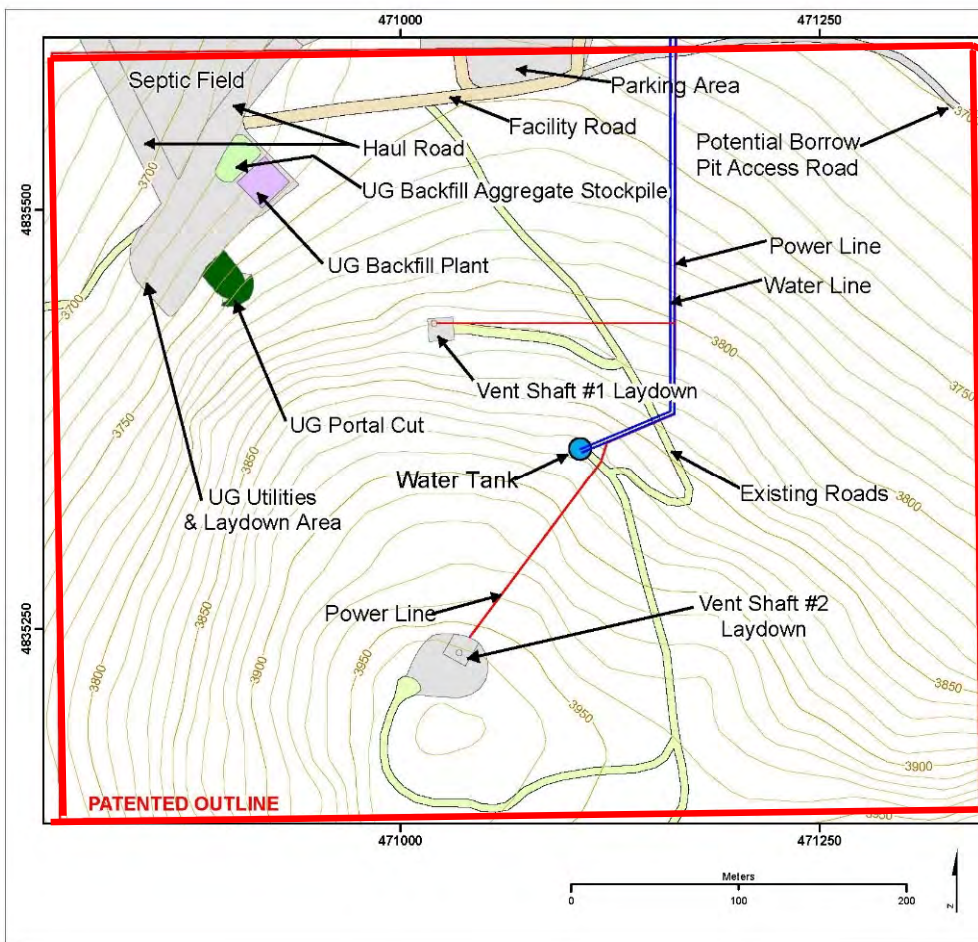 471000
471250
Septic Field
Parking Area
Facility Road
Haul Road
Potential Borrow
Pit Access Road
3700
3700
UG Backfill Aggregate Stockpile
4835500
Power Line
UG Backfill Plant
Water Line
3700
3800
Vent Shaft #1 Laydown
3750
3750
UG Portal Cut
3850
Water Tank
UG Utilities
& Laydown Area
Existing Roads
3800
Power Line
Vent Shaft #2
Laydown
4835250
3850
3800
3900
3950
3850
3950
3900
PATENTED OUTLINE
3950
471000
471250
Meters
0
100
200
N